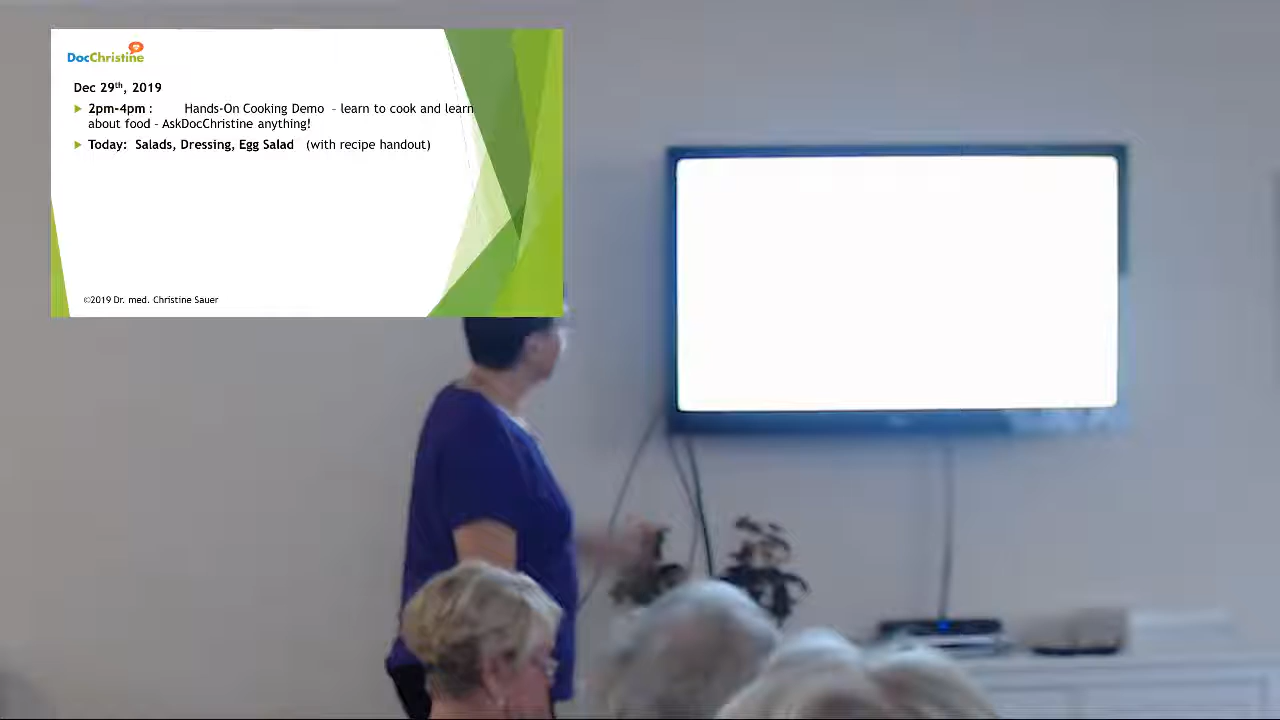 DocChristine
Dec 29th, 2019
2pm-4pm : Hands-On Cooking Demo - learn to cook and learn
about food - AskDocChristine anything!
Today: Salads, Dressing, Egg Salad (with recipe handout)
©2019 Dr. med. Christine Sauer